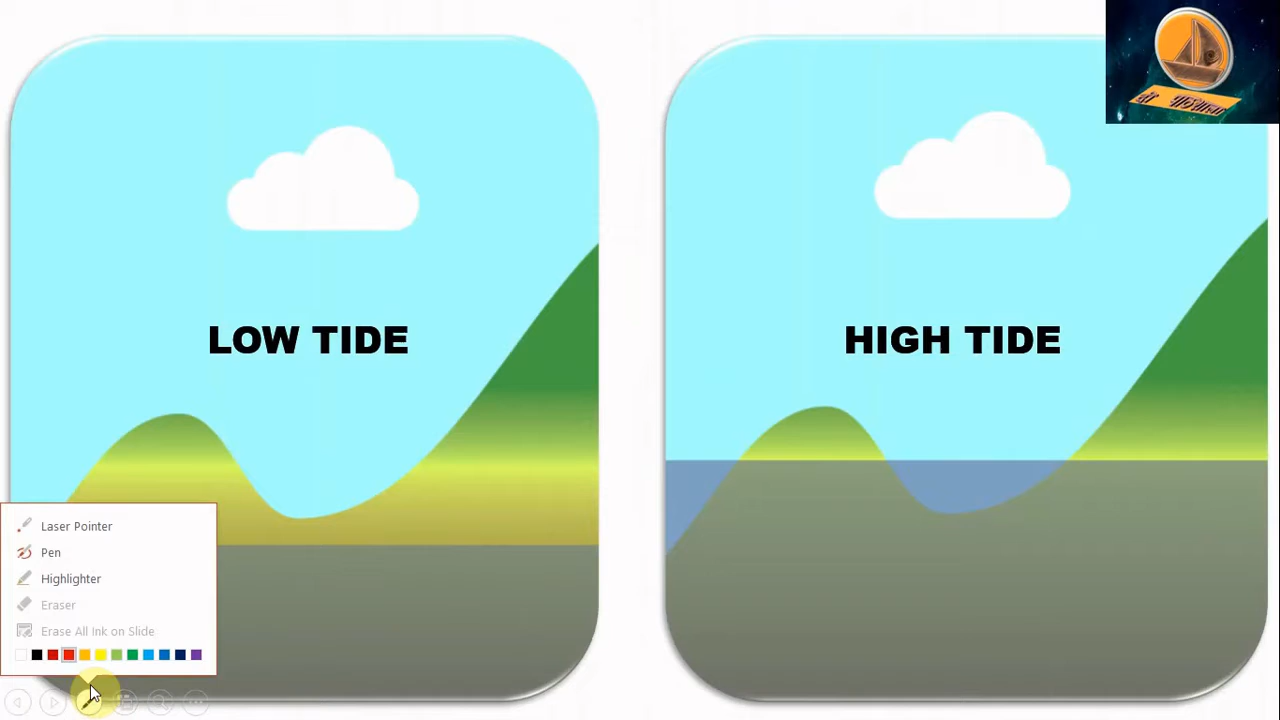 LOW TIDE
HIGH TIDE
Laser Pointer
Pen
Highlighter
Eraser
Erase All Ink on Slide